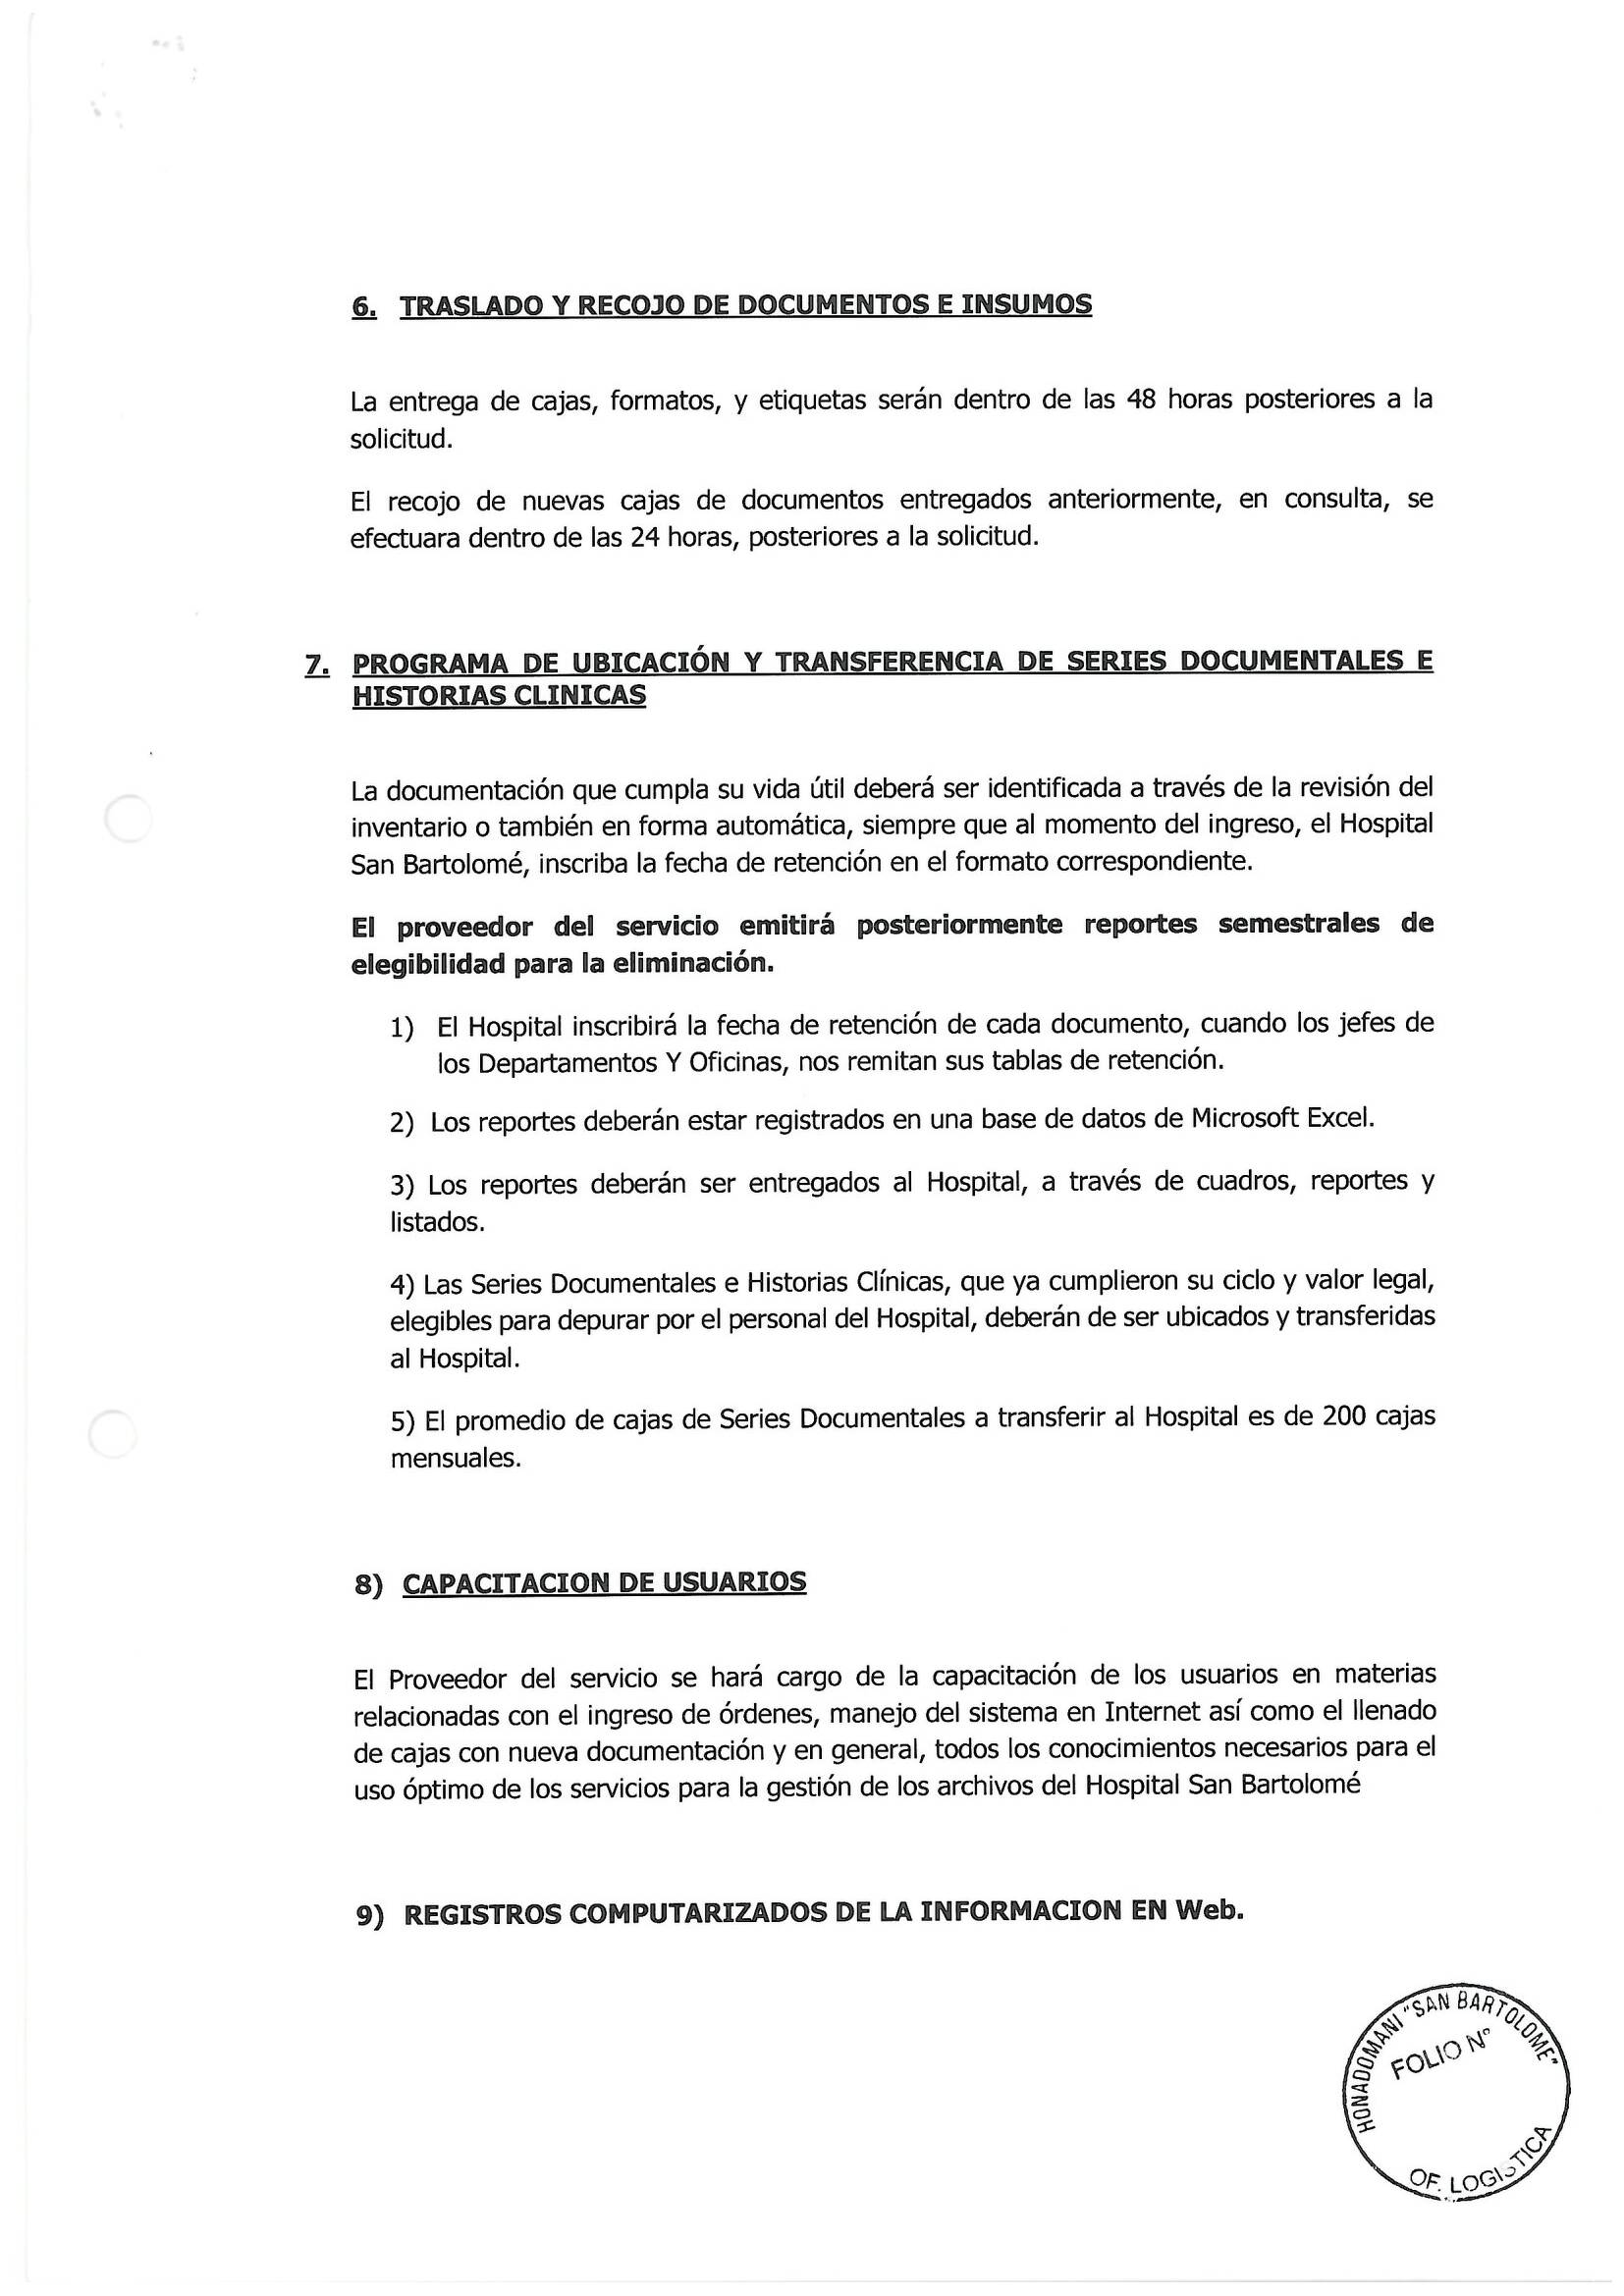 6. TRASLADO Y RECOJO DE DOCUMENTOS E INSUMOS
La entrega de cajas, formatos, y etiquetas serán dentro de las 48 horas posteriores a la
solicitud.
El recojo de nuevas cajas de documentos entregados anteriormente, en consulta, se
efectuara dentro de las 24 horas, posteriores a la solicitud.
7. PROGRAMA DE UBICACIÓN Y TRANSFERENCIA DE SERIES DOCUMENTALES E
HISTORIAS CLINICAS
La documentación que cumpla su vida útil deberá ser identificada a través de la revisión del
inventario o también en forma automática, siempre que al momento del ingreso, el Hospital
San Bartolomé, inscriba la fecha de retención en el formato correspondiente.
El proveedor del servicio emitirá posteriormente reportes semestrales de
elegibilidad para la eliminación.
1) El Hospital inscribirá la fecha de retención de cada documento, cuando los jefes de
los Departamentos Y Oficinas, nos remitan sus tablas de retención.
2) Los reportes deberán estar registrados en una base de datos de Microsoft Excel.
3) Los reportes deberán ser entregados al Hospital, a través de cuadros, reportes y
listados.
4) Las Series Documentales e Historias Clínicas, que ya cumplieron su ciclo y valor legal,
elegibles para depurar por el personal del Hospital, deberán de ser ubicados y transferidas
al Hospital.
5) El promedio de cajas de Series Documentales a transferir al Hospital es de 200 cajas
mensuales.
8) CAPACITACION DE USUARIOS
El Proveedor del servicio se hará cargo de la capacitación de los usuarios en materias
relacionadas con el ingreso de órdenes, manejo del sistema en Internet así como el llenado
de cajas con nueva documentación y en general, todos los conocimientos necesarios para el
uso óptimo de los servicios para la gestión de los archivos del Hospital San Bartolomé
9) REGISTROS COMPUTARIZADOS DE LA INFORMACION EN Web.
HONADOMANI "SAN BARTOLOME"
FOLIO N°
OF. LOGISTICA